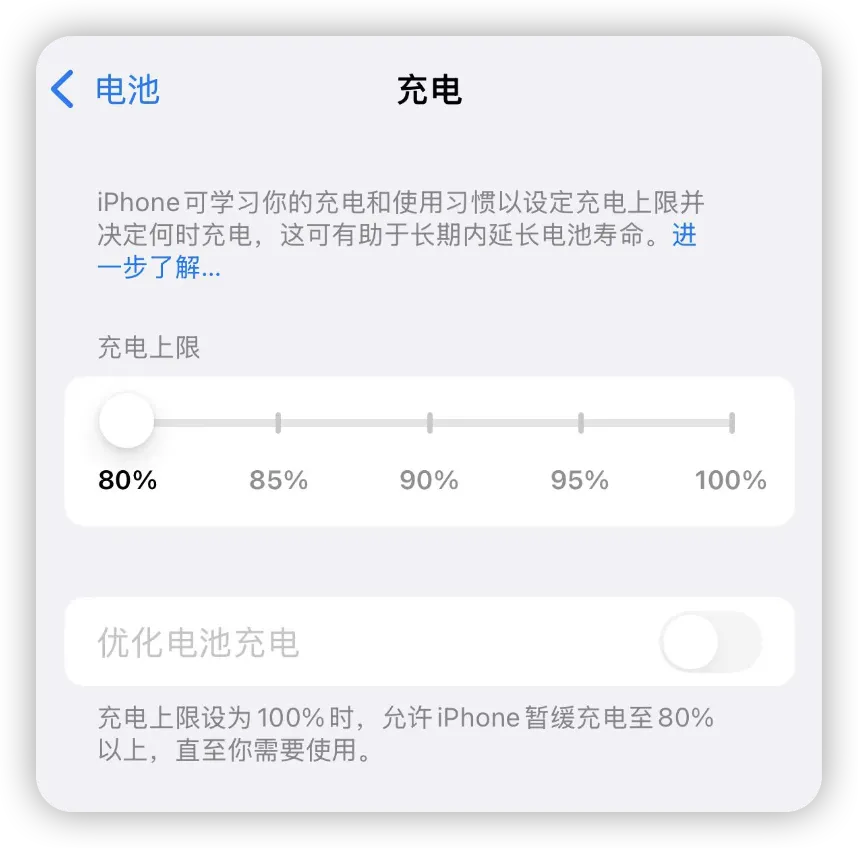 电池
充电
iPhone可学习你的充电和使用习惯以设定充电上限并
决定何时充电，这可有助于长期内延长电池寿命。进
一步了解...
充电上限
80% 85% 90% 95% 100%
优化电池充电
充电上限设为100%时，允许iPhone暂缓充电至80%
以上，直至你需要使用。